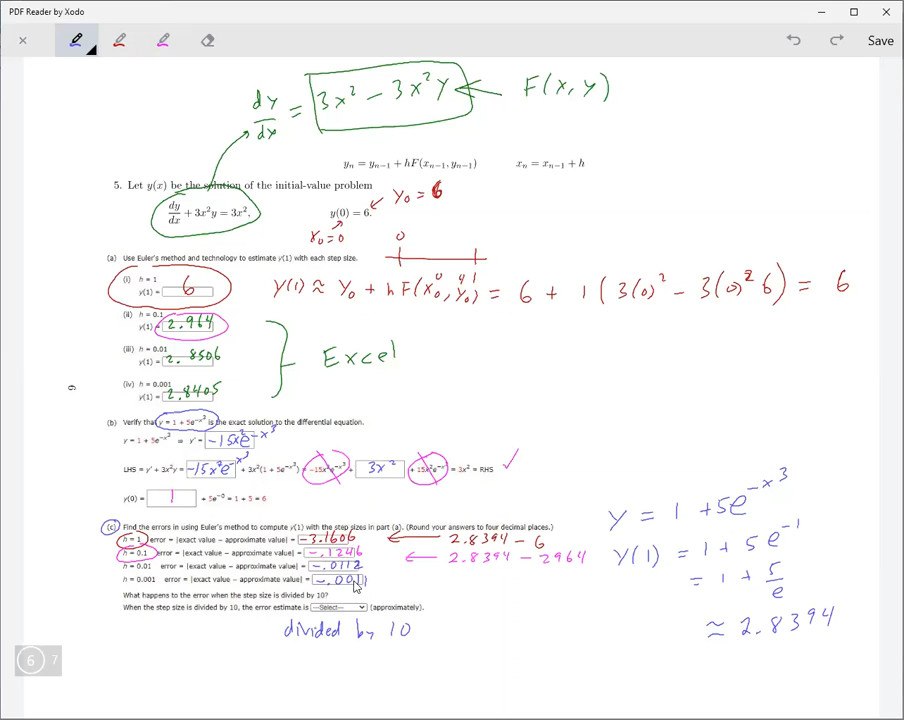 PDF Reader by Xodo
Save
dy/dx = 3x² − 3x²y ← F(x, y)
yₙ = yₙ₋₁ + hF(xₙ₋₁, yₙ₋₁)   xₙ = xₙ₋₁ + h
5. Let y(x) be the solution of the initial-value problem
dy/dx + 3x²y = 3x²,   y(0) = 6.   y₀ = 6
x₀ = 0   0   1
(a) Use Euler's method and technology to estimate y(1) with each step size.
(i) h = 1
y(1) = 6   y(1) ≈ y₀ + hF(x₀, y₀) = 6 + 1(3(0)² − 3(0)²6) = 6
(ii) h = 0.1
y(1) = 2.964
(iii) h = 0.01
y(1) = 2.8506   Excel
(iv) h = 0.001
y(1) = 2.8405
6
(b) Verify that y = 1 + 5e^−x³ is the exact solution to the differential equation.
y = 1 + 5e^−x³ ⇒ y' = −15x²e^−x³
LHS = y' + 3x²y = −15x²e^−x³ + 3x²(1 + 5e^−x³) = −15x²e^−x³ + 3x² + 15x²e^−x³ = 3x² = RHS ✓
y(0) = 1 + 5e^−0 = 1 + 5 = 6
y = 1 + 5e^−x³
(c) Find the errors in using Euler's method to compute y(1) with the step sizes in part (a). (Round your answers to four decimal places.)
h = 1   error = |exact value − approximate value| = −3.1606 ← 2.8394 − 6
h = 0.1   error = |exact value − approximate value| = −.1246 ← 2.8394 − 2964
h = 0.01   error = |exact value − approximate value| = −.0112
h = 0.001   error = |exact value − approximate value| = −.0011
y(1) = 1 + 5e^−1
= 1 + 5/e
≈ 2.8394
What happens to the error when the step size is divided by 10?
When the step size is divided by 10, the error estimate is ---Select--- (approximately).
divided by 10
6   7